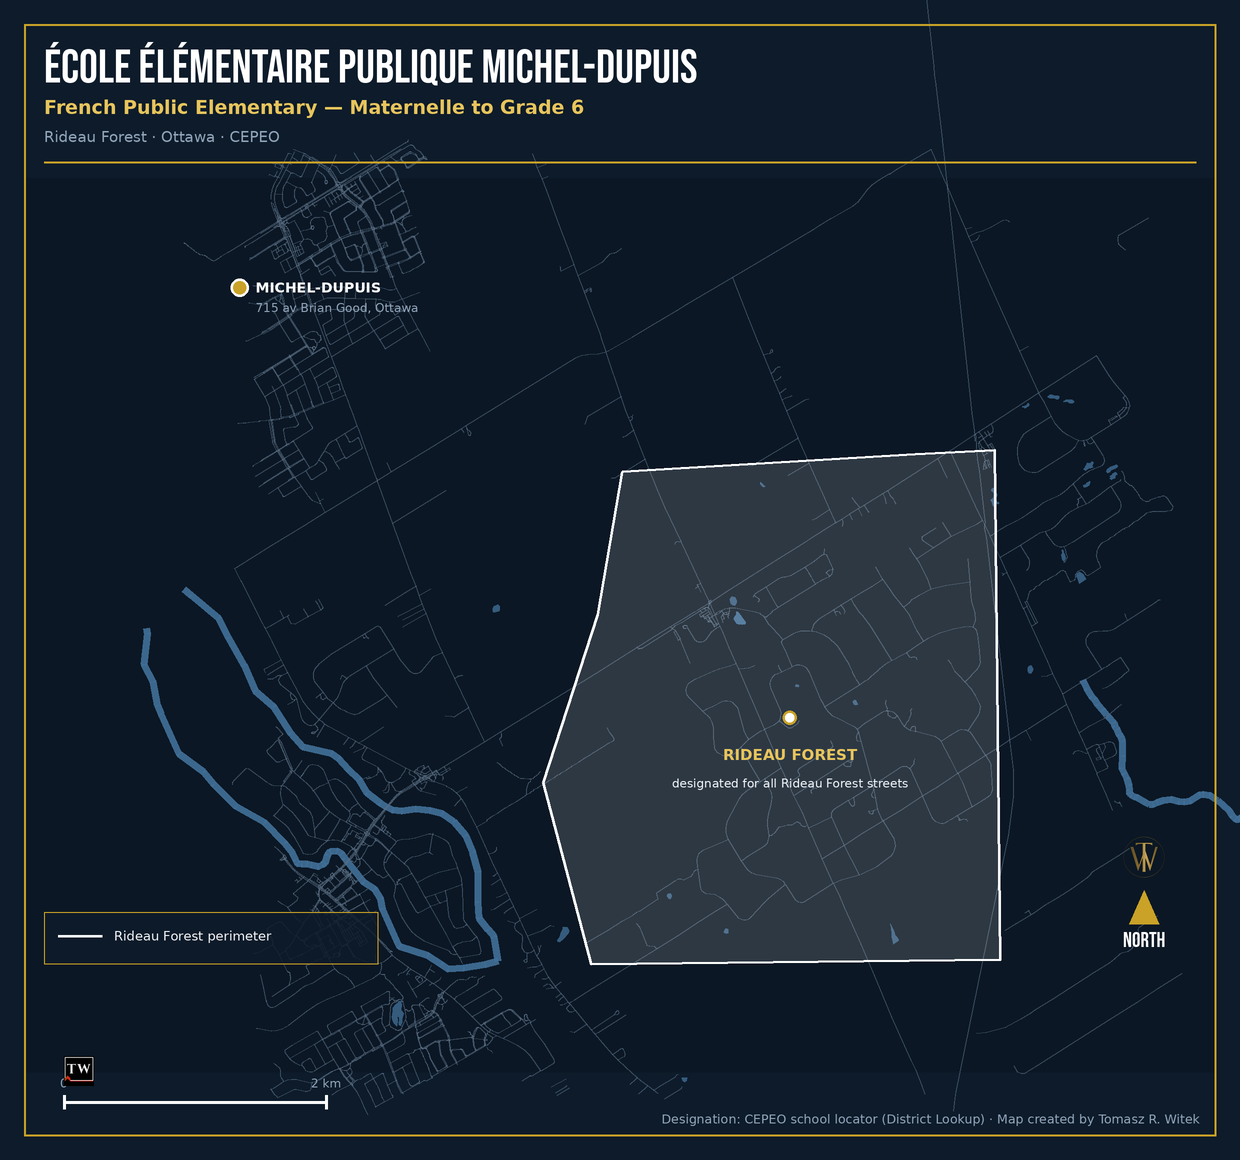 ÉCOLE ÉLÉMENTAIRE PUBLIQUE MICHEL-DUPUIS
French Public Elementary — Maternelle to Grade 6
Rideau Forest · Ottawa · CEPEO
MICHEL-DUPUIS
715 av Brian Good, Ottawa
RIDEAU FOREST
designated for all Rideau Forest streets
TW
NORTH
Rideau Forest perimeter
TW
0 2 km
Designation: CEPEO school locator (District Lookup) · Map created by Tomasz R. Witek